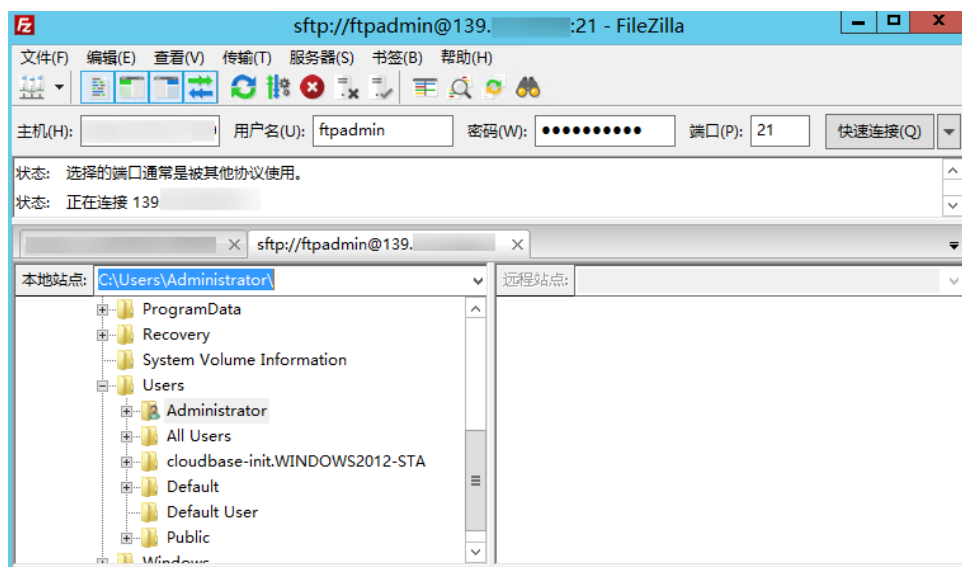 sftp://ftpadmin@139. :21 - FileZilla
文件(F) 编辑(E) 查看(V) 传输(T) 服务器(S) 书签(B) 帮助(H)
主机(H): 用户名(U): ftpadmin 密码(W): ●●●●●●●●●● 端口(P): 21 快速连接(Q)
状态: 选择的端口通常是被其他协议使用。
状态: 正在连接 139
sftp://ftpadmin@139.
本地站点: C:\Users\Administrator\ 远程站点:
ProgramData
Recovery
System Volume Information
Users
Administrator
All Users
cloudbase-init.WINDOWS2012-STA
Default
Default User
Public
Windows